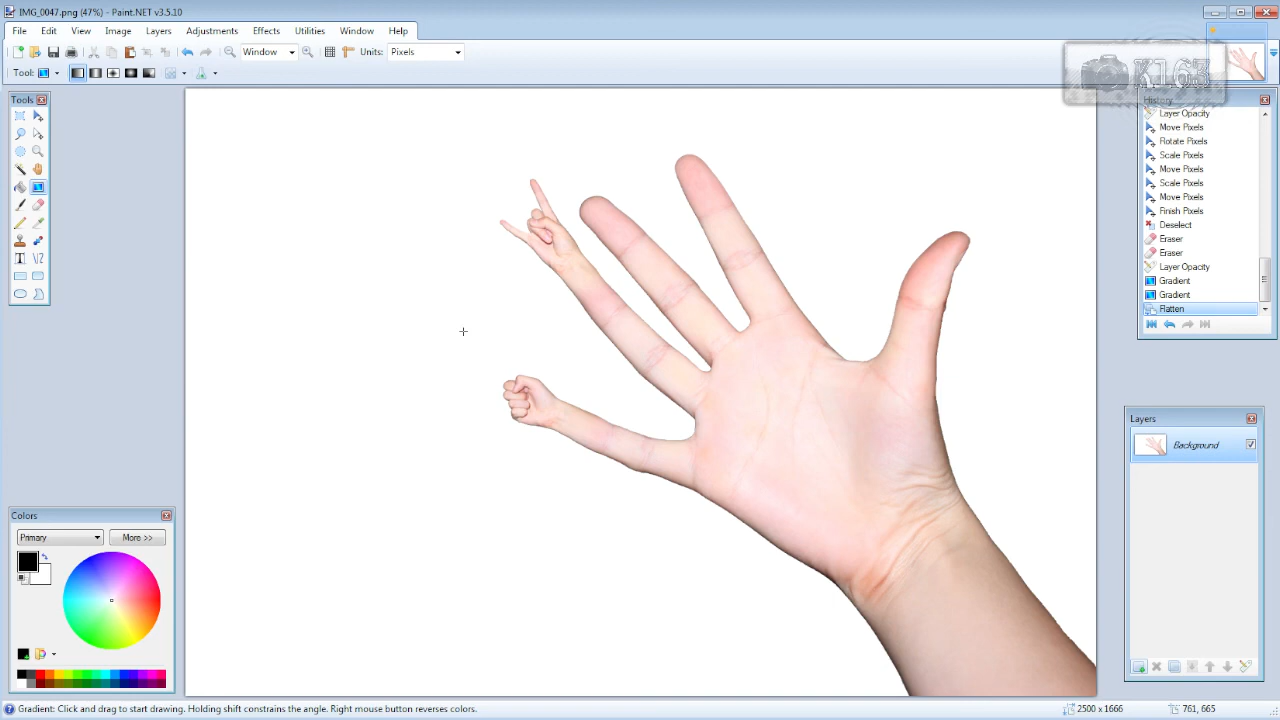 IMG_0047.png (47%) - Paint.NET v3.5.10
File Edit View Image Layers Adjustments Effects Utilities Window Help
Window Units: Pixels
Tool:
K163
Tools
History
Layer Opacity
Move Pixels
Rotate Pixels
Scale Pixels
Move Pixels
Scale Pixels
Move Pixels
Finish Pixels
Deselect
Eraser
Eraser
Layer Opacity
Gradient
Gradient
Flatten
Layers
Background
Colors
Primary More >>
Gradient: Click and drag to start drawing. Holding shift constrains the angle. Right mouse button reverses colors. 2500 x 1666 761, 665